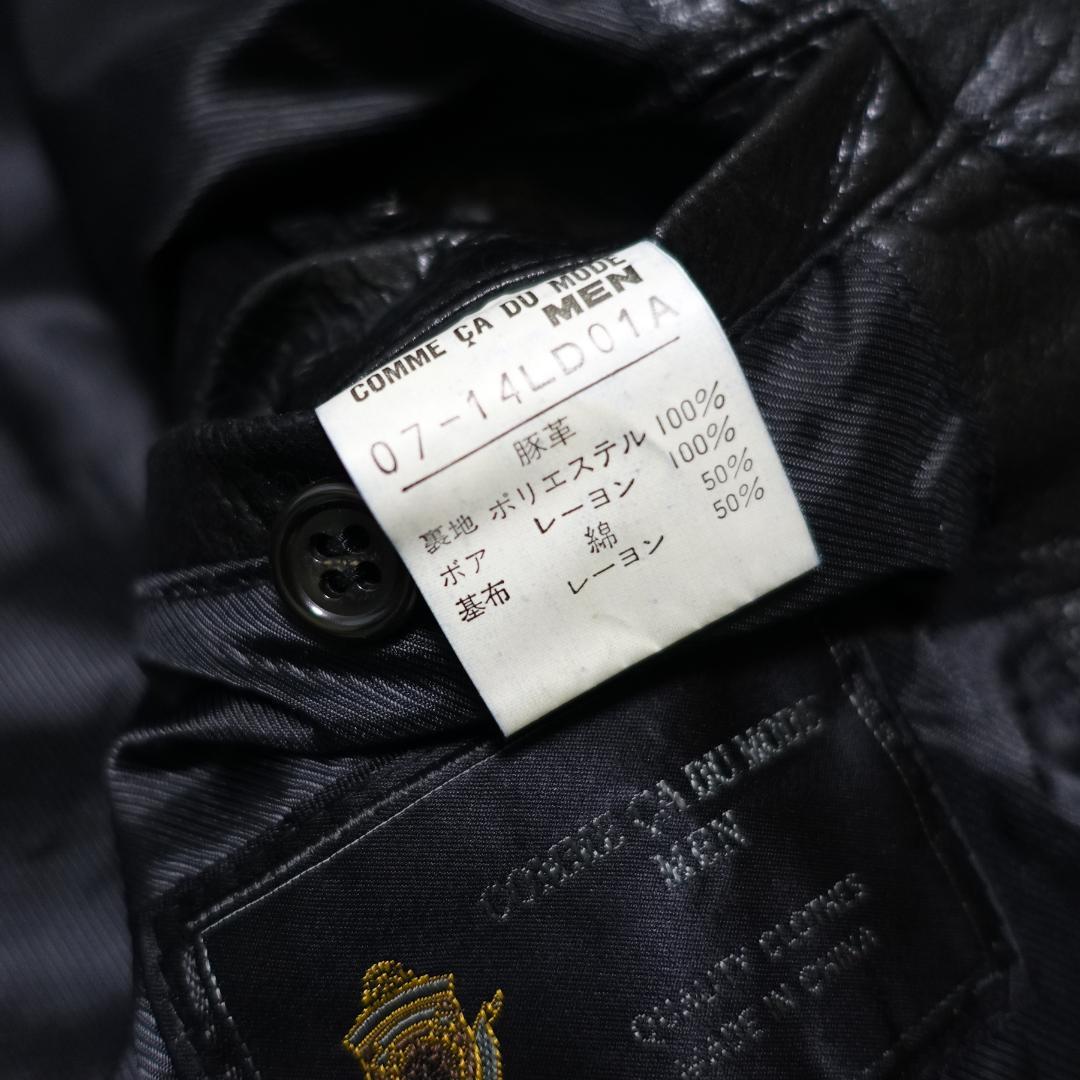 COMME ÇA DU MODE
MEN
07-14LD01A
豚革
裏地 ポリエステル 100%
ボア レーヨン 100%
基布 綿 50%
レーヨン 50%
COMME ÇA DU MODE
MEN
QUALITY CLOTHES
MADE IN CHINA